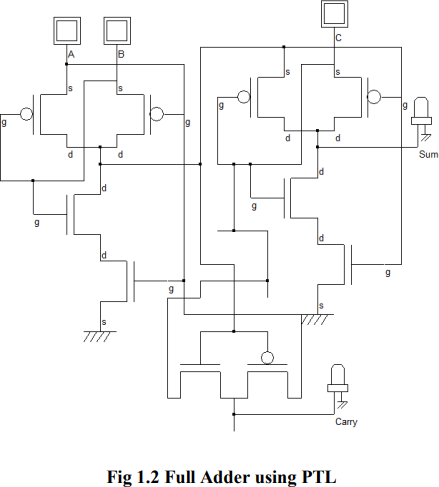 A B C
s s s s
g g g g
d d d d
Sum
d d
g g
d d
g g
s s
Carry
Fig 1.2 Full Adder using PTL